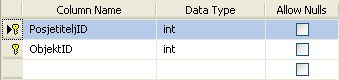 Column Name Data Type Allow Nulls
PosjetiteljID int
ObjektID int